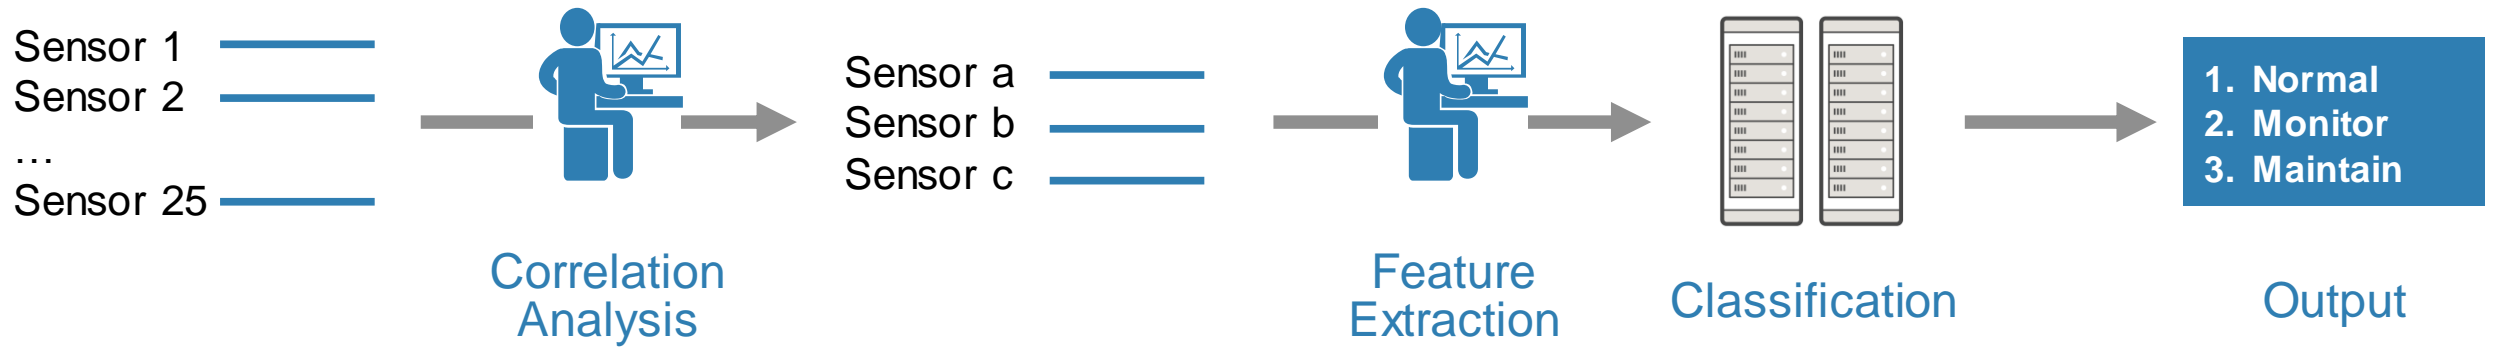 Sensor 1
Sensor 2
…
Sensor 25
Correlation
Analysis
Sensor a
Sensor b
Sensor c
Feature
Extraction
Classification
1. Normal
2. Monitor
3. Maintain
Output